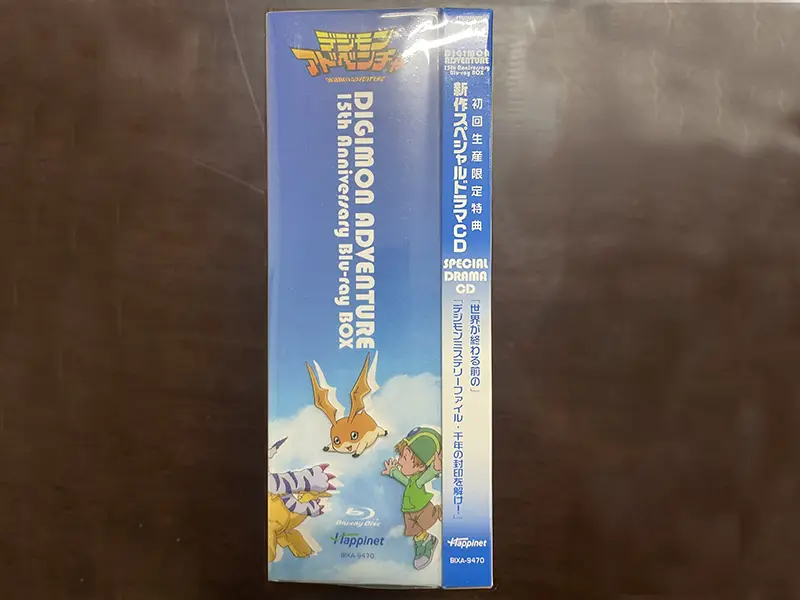 デジモン
アドベンチャー
DIGIMON ADVENTURE
15th Anniversary Blu-ray BOX
Blu-ray Disc
Happinet
BIXA-9470
DIGIMON
ADVENTURE
15th Anniversary
Blu-ray BOX
初回生産限定特典
新作スペシャルドラマCD
SPECIAL
DRAMA
CD
「世界が終わる前の」
「デジモンミステリーファイル・千年の封印を解け!」
Happinet
BIXA-9470